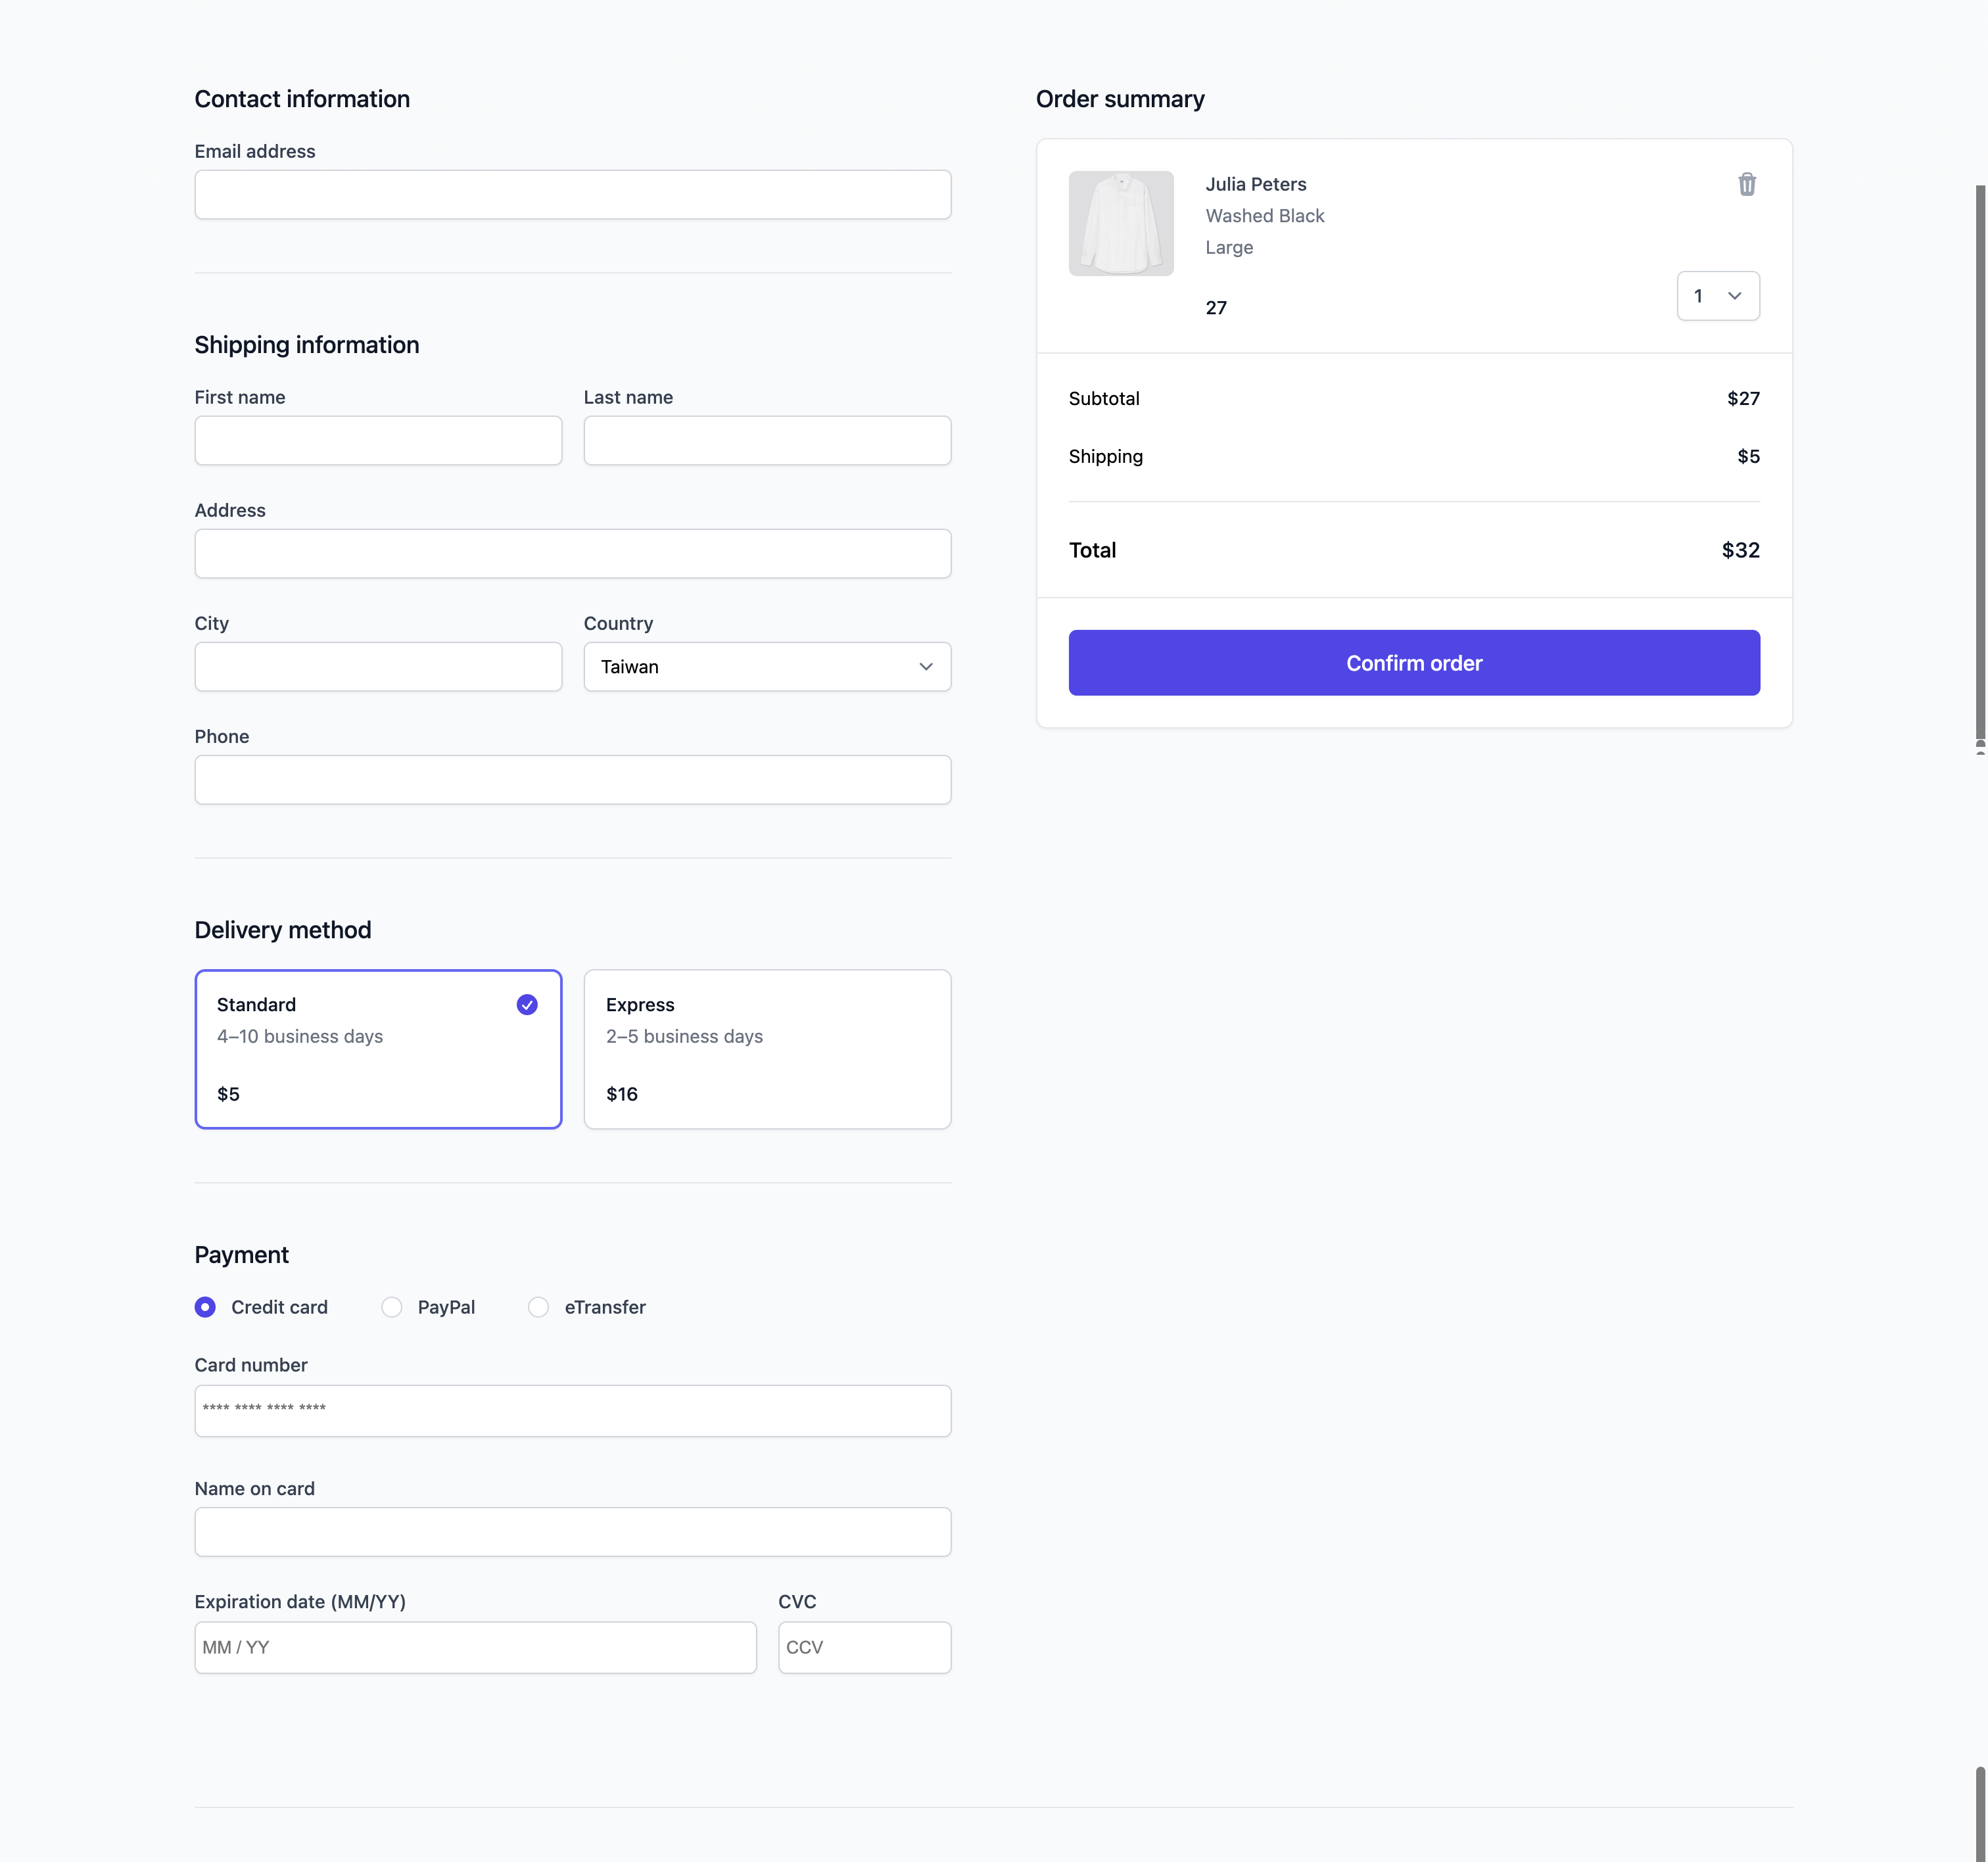 Contact information
Email address
Shipping information
First name
Last name
Address
City
Country
Taiwan
Phone
Delivery method
Standard
4–10 business days
$5
Express
2–5 business days
$16
Payment
Credit card
PayPal
eTransfer
Card number
**** **** **** ****
Name on card
Expiration date (MM/YY)
MM / YY
CVC
CCV
Order summary
Julia Peters
Washed Black
Large
27
1
Subtotal
$27
Shipping
$5
Total
$32
Confirm order